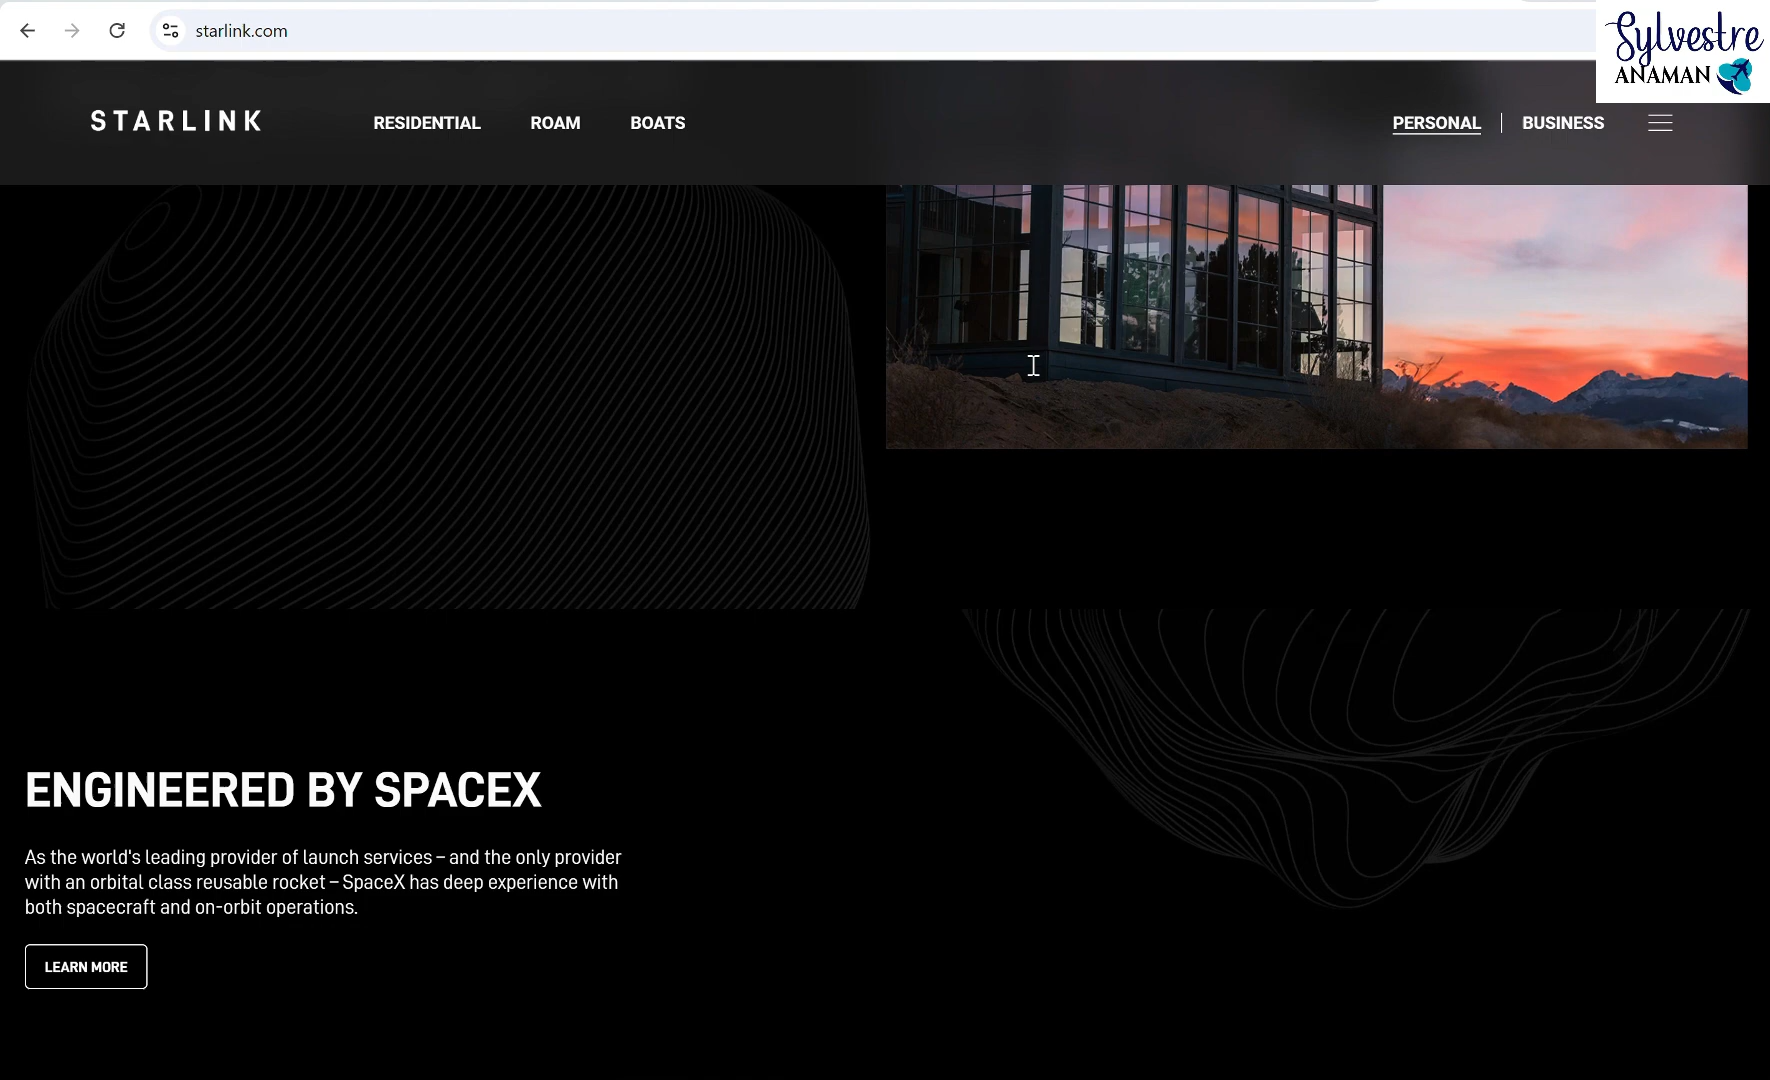 starlink.com
Sylvestre
ANAMAN
STARLINK RESIDENTIAL ROAM BOATS PERSONAL BUSINESS
ENGINEERED BY SPACEX
As the world's leading provider of launch services – and the only provider
with an orbital class reusable rocket – SpaceX has deep experience with
both spacecraft and on-orbit operations.
LEARN MORE